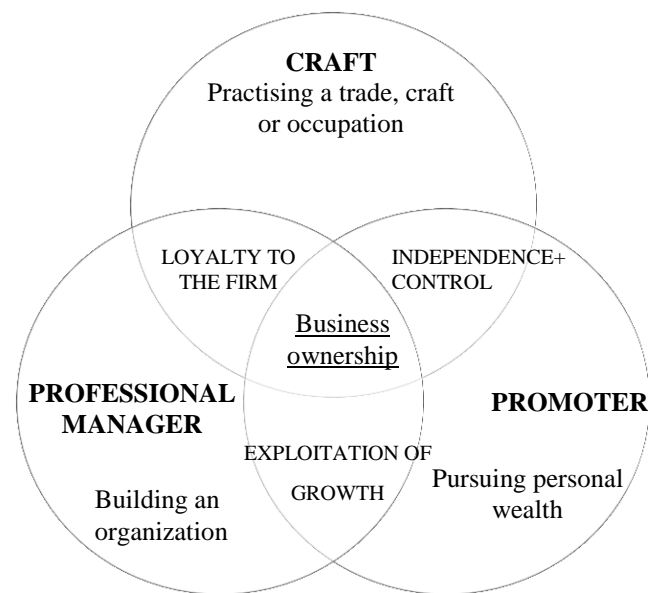 CRAFT
Practising a trade, craft
or occupation
LOYALTY TO
THE FIRM
INDEPENDENCE+
CONTROL
Business
ownership
PROFESSIONAL
MANAGER
PROMOTER
EXPLOITATION OF
GROWTH
Building an
organization
Pursuing personal
wealth